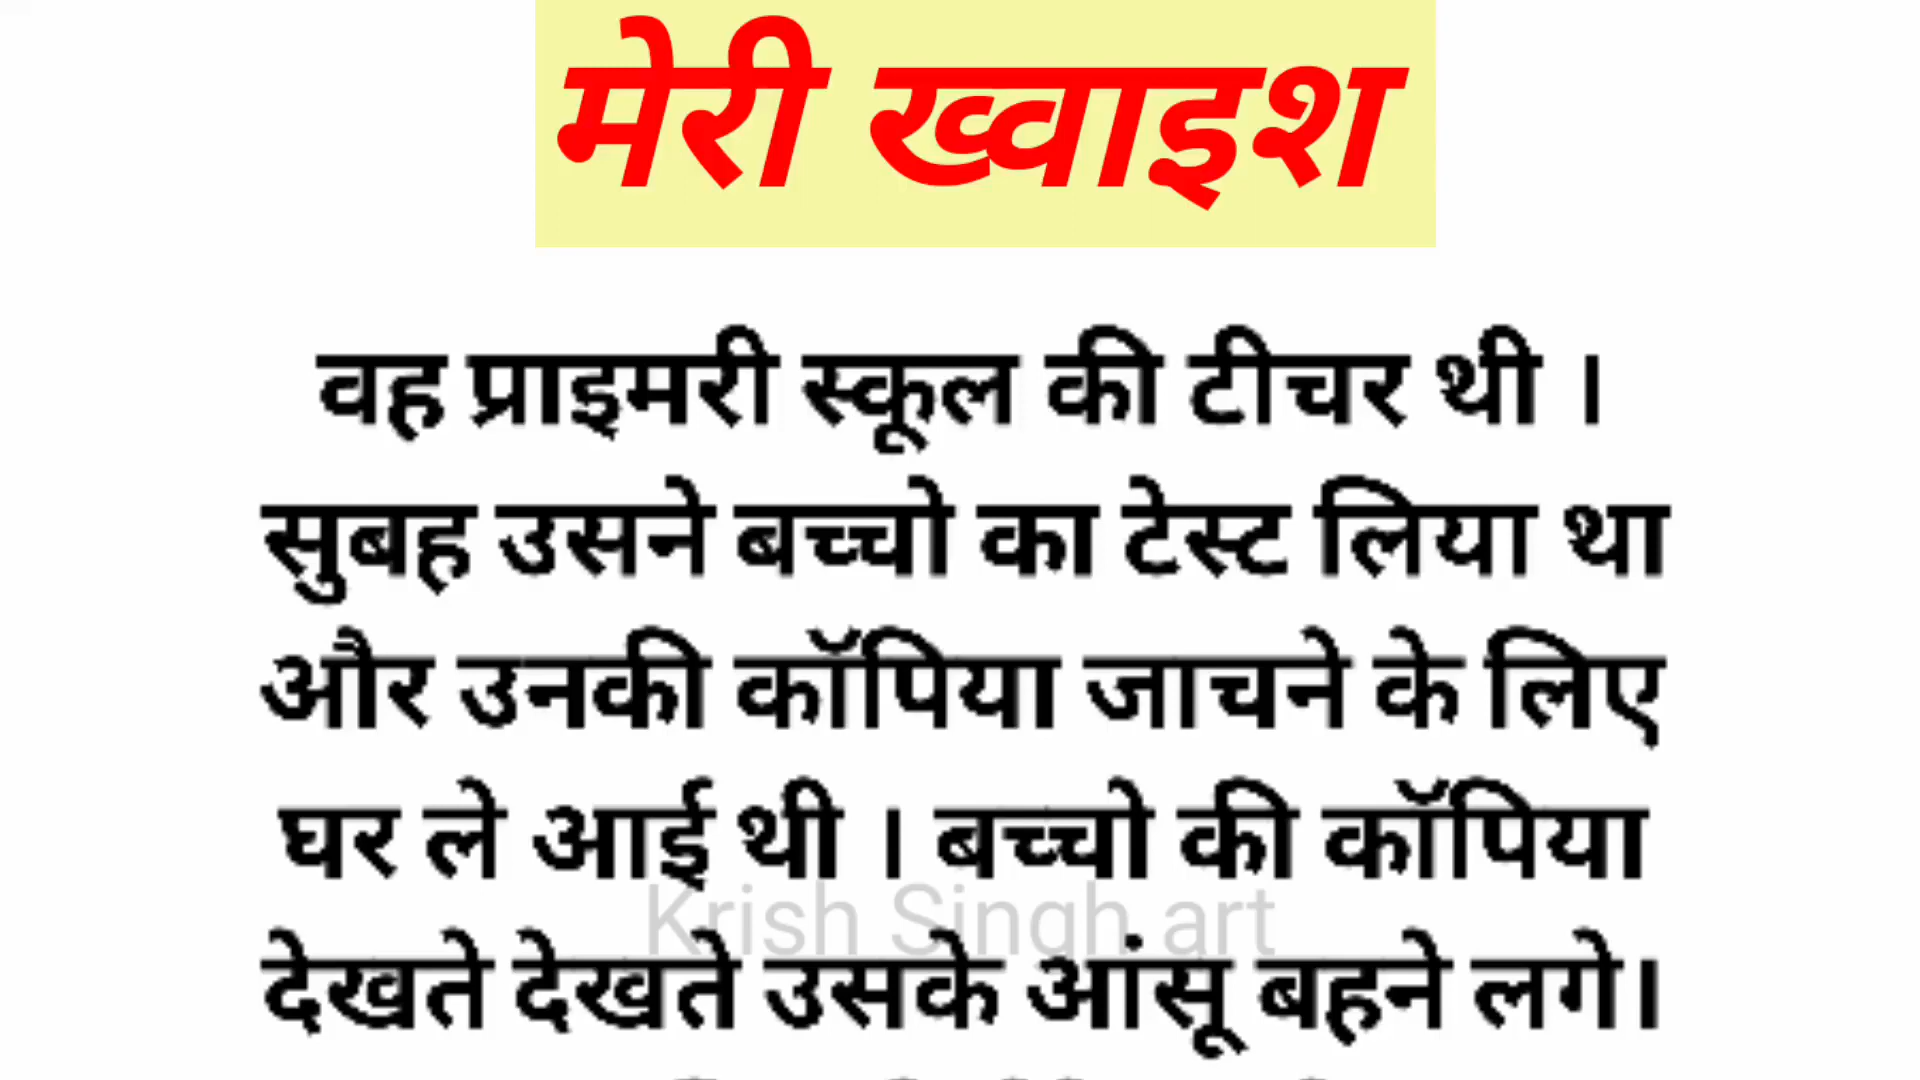 मेरी ख्वाइश
वह प्राइमरी स्कूल की टीचर थी ।
सुबह उसने बच्चो का टेस्ट लिया था
और उनकी कॉपिया जाचने के लिए
घर ले आई थी । बच्चो की कॉपिया
Krish Singh art
देखते देखते उसके आंसू बहने लगे।